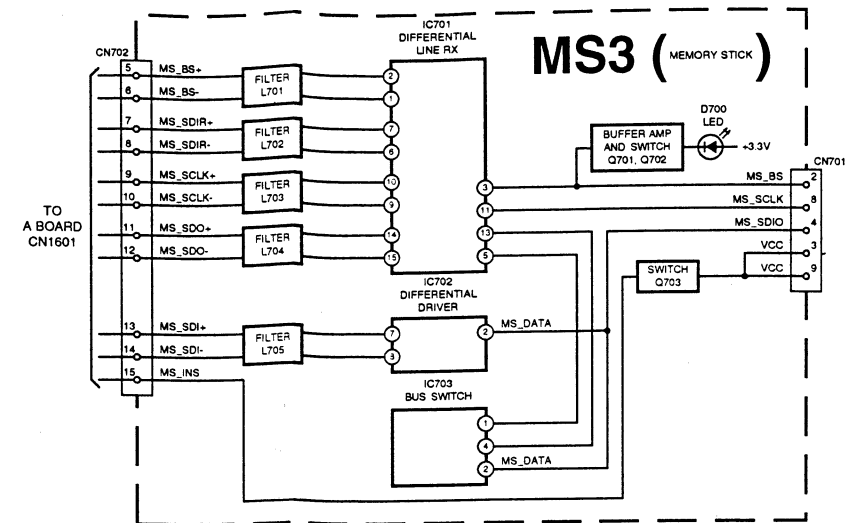 MS3 (MEMORY STICK)
IC701
DIFFERENTIAL
LINE RX
CN702
5 MS_BS+
6 MS_BS-
7 MS_SDIR+
8 MS_SDIR-
9 MS_SCLK+
10 MS_SCLK-
11 MS_SDO+
12 MS_SDO-
13 MS_SDI+
14 MS_SDI-
15 MS_INS
TO
A BOARD
CN1601
FILTER
L701
FILTER
L702
FILTER
L703
FILTER
L704
FILTER
L705
2
1
7
6
10
9
14
15
3
11
13
5
IC702
DIFFERENTIAL
DRIVER
7
3
2 MS_DATA
IC703
BUS SWITCH
1
4
2 MS_DATA
D700
LED
BUFFER AMP
AND SWITCH
Q701, Q702
+3.3V
CN701
MS_BS 2
MS_SCLK 8
MS_SDIO 4
VCC 3
VCC 9
SWITCH
Q703